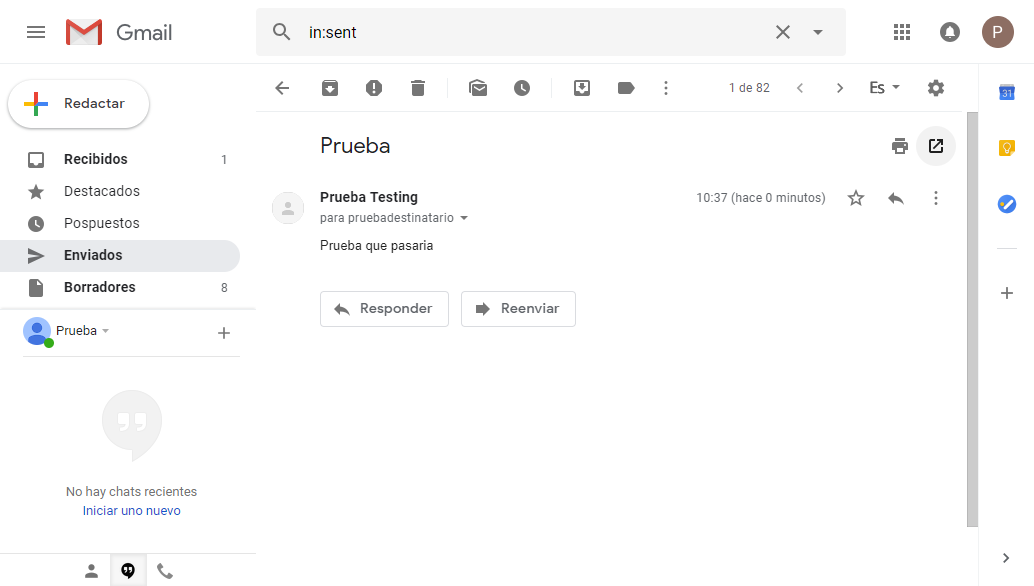 Gmail
in:sent
P
Redactar
1 de 82
Es
31
Recibidos 1
Destacados
Pospuestos
Enviados
Borradores 8
Prueba
Prueba
Prueba Testing
10:37 (hace 0 minutos)
para pruebadestinatario
Prueba que pasaria
Responder
Reenviar
No hay chats recientes
Iniciar uno nuevo